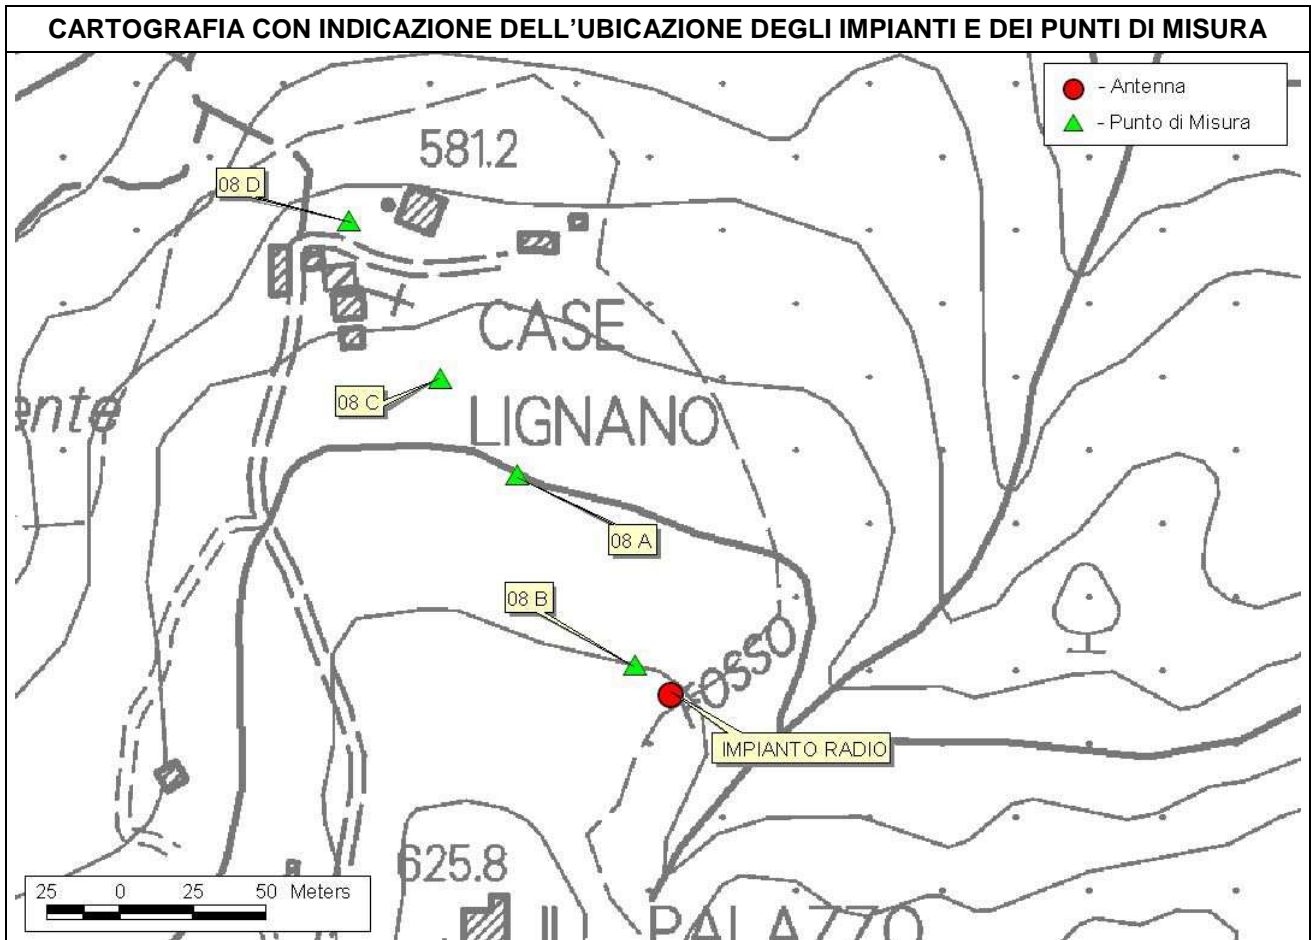 CARTOGRAFIA CON INDICAZIONE DELL’UBICAZIONE DEGLI IMPIANTI E DEI PUNTI DI MISURA
- Antenna
- Punto di Misura
581.2
08 D
CASE
08 C
ente
LIGNANO
08 A
08 B
FOSSO
IMPIANTO RADIO
625.8
25 0 25 50 Meters
IL PALAZZO